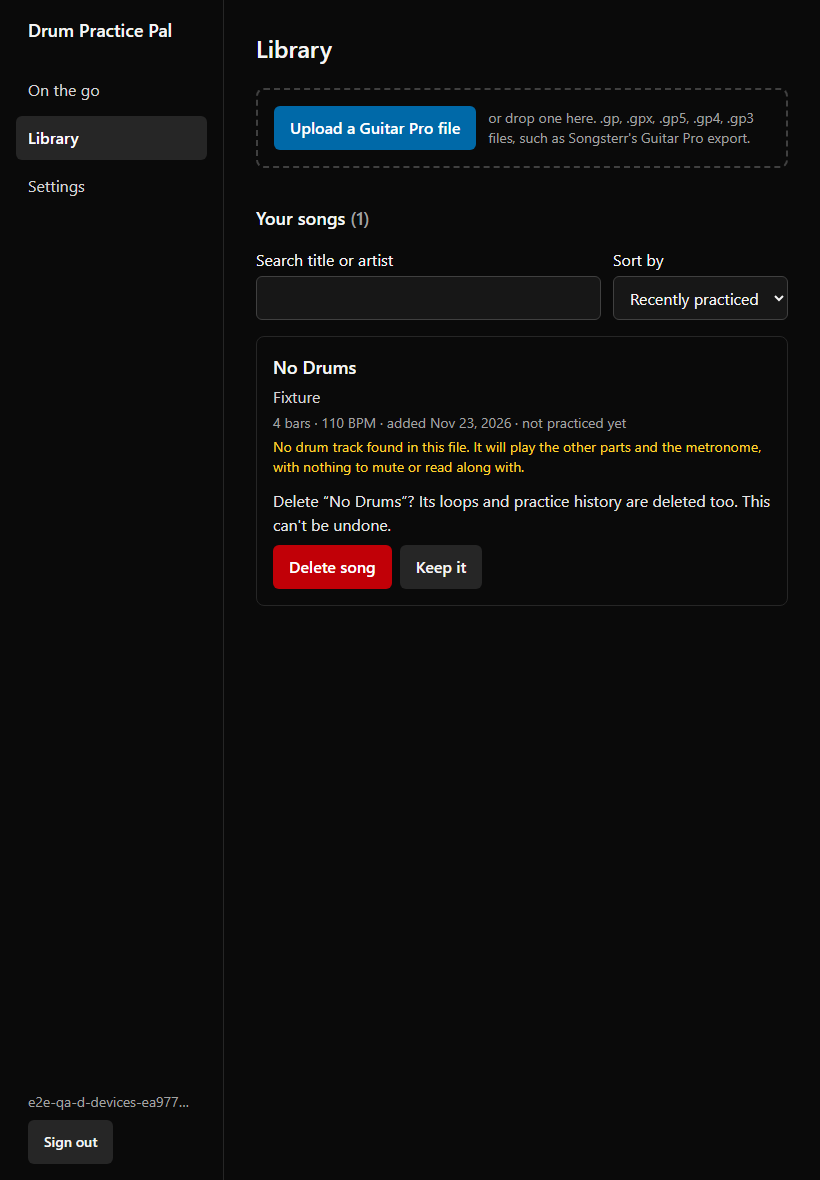 Drum Practice Pal
On the go
Library
Settings
e2e-qa-d-devices-ea977...
Sign out
Library
Upload a Guitar Pro file
or drop one here. .gp, .gpx, .gp5, .gp4, .gp3
files, such as Songsterr's Guitar Pro export.
Your songs (1)
Search title or artist
Sort by
Recently practiced
No Drums
Fixture
4 bars · 110 BPM · added Nov 23, 2026 · not practiced yet
No drum track found in this file. It will play the other parts and the metronome,
with nothing to mute or read along with.
Delete “No Drums”? Its loops and practice history are deleted too. This
can't be undone.
Delete song
Keep it